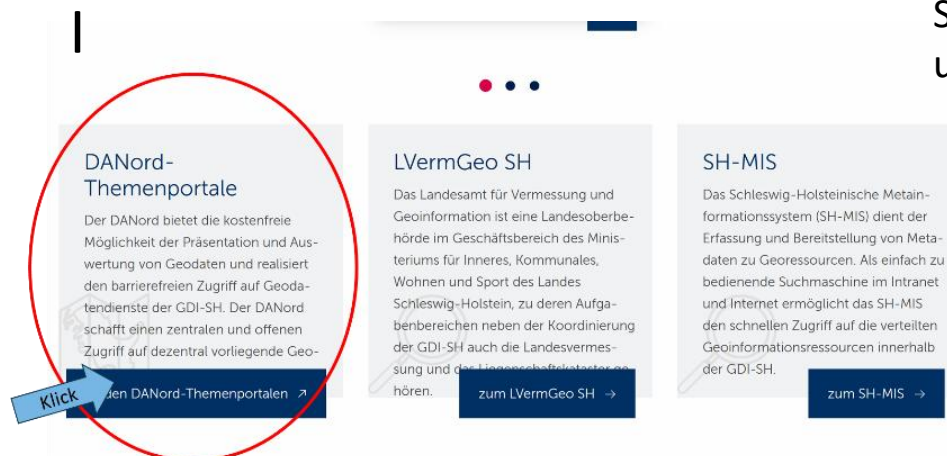 S
u
DANord-
Themenportale
Der DANord bietet die kostenfreie
Möglichkeit der Präsentation und Aus-
wertung von Geodaten und realisiert
den barrierefreien Zugriff auf Geoda-
tendienste der GDI-SH. Der DANord
schafft einen zentralen und offenen
Zugriff auf dezentral vorliegende Geo-
den DANord-Themenportalen ↗
Klick
LVermGeo SH
Das Landesamt für Vermessung und
Geoinformation ist eine Landesoberbe-
hörde im Geschäftsbereich des Minis-
teriums für Inneres, Kommunales,
Wohnen und Sport des Landes
Schleswig-Holstein, zu deren Aufga-
benbereichen neben der Koordinierung
der GDI-SH auch die Landesvermes-
sung und das Liegenschaftskataster ge-
hören.
zum LVermGeo SH →
SH-MIS
Das Schleswig-Holsteinische Metain-
formationssystem (SH-MIS) dient der
Erfassung und Bereitstellung von Meta-
daten zu Georessourcen. Als einfach zu
bedienende Suchmaschine im Intranet
und Internet ermöglicht das SH-MIS
den schnellen Zugriff auf die verteilten
Geoinformationsressourcen innerhalb
der GDI-SH.
zum SH-MIS →